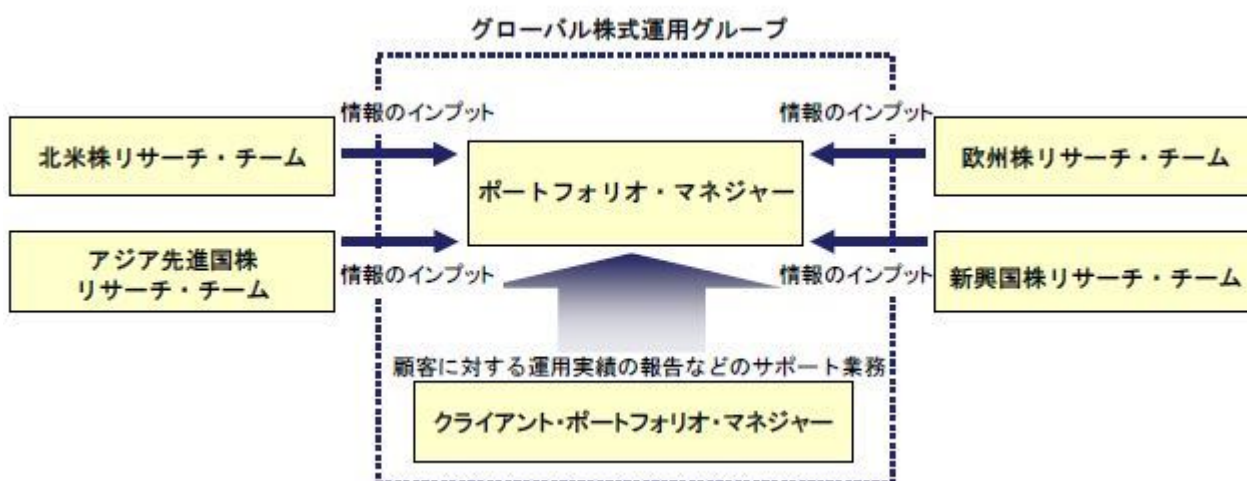 グローバル株式運用グループ
情報のインプット
情報のインプット
北米株リサーチ・チーム
ポートフォリオ・マネジャー
欧州株リサーチ・チーム
アジア先進国株
リサーチ・チーム
情報のインプット
情報のインプット
新興国株リサーチ・チーム
顧客に対する運用実績の報告などのサポート業務
クライアント・ポートフォリオ・マネジャー